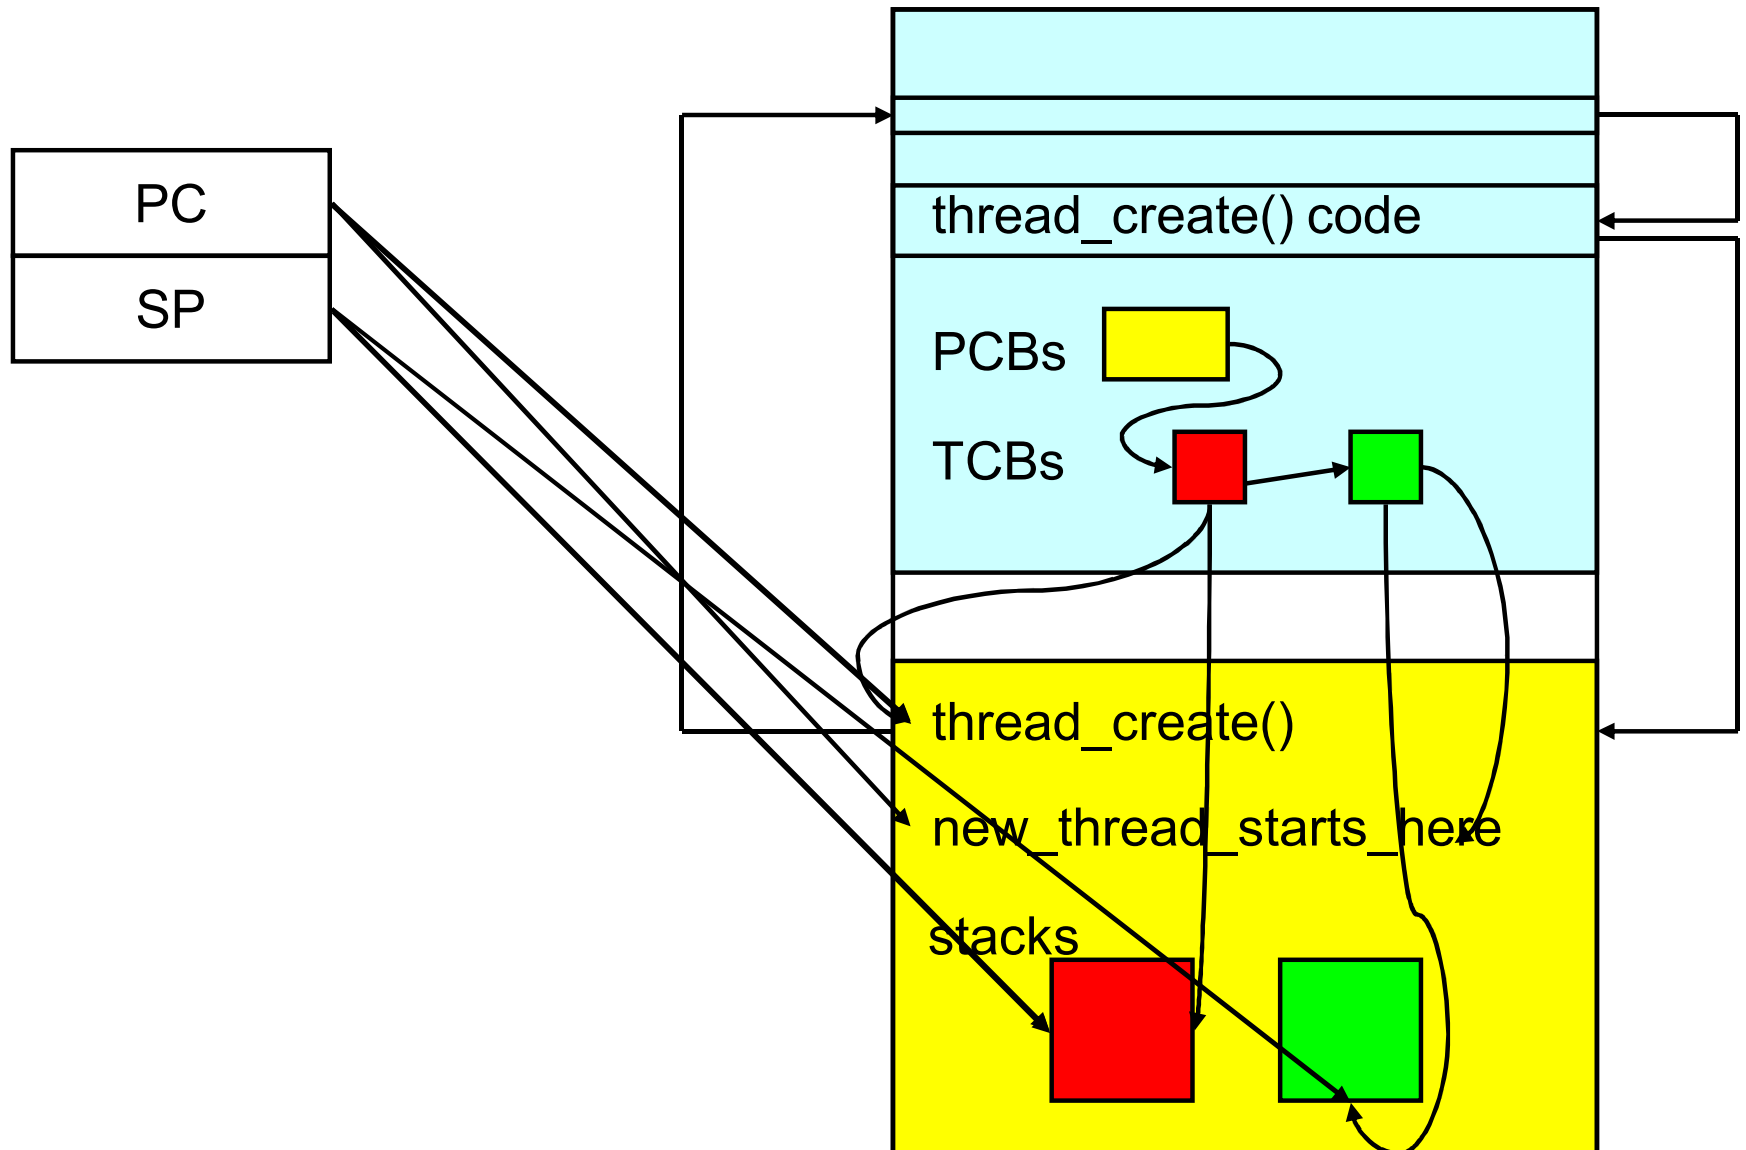 PC
SP
thread_create() code
PCBs
TCBs
thread_create()
new_thread_starts_here
stacks